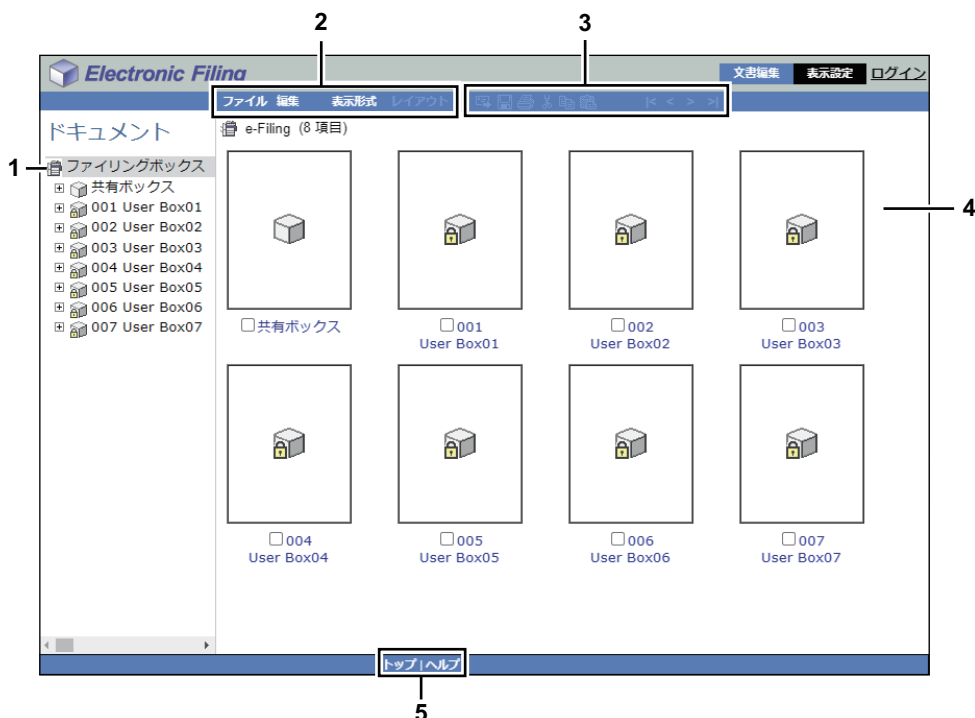 2
3
Electronic Filing
文書編集 表示設定 ログイン
ファイル 編集 表示形式 レイアウト |< < > >|
ドキュメント
e-Filing (8 項目)
1
ファイリングボックス
共有ボックス
001 User Box01
002 User Box02
003 User Box03
004 User Box04
005 User Box05
006 User Box06
007 User Box07
4
共有ボックス
001
User Box01
002
User Box02
003
User Box03
004
User Box04
005
User Box05
006
User Box06
007
User Box07
トップ | ヘルプ
5